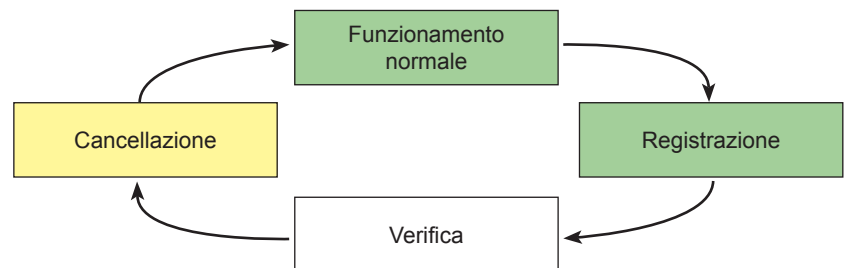 Funzionamento
normale
Cancellazione
Registrazione
Verifica